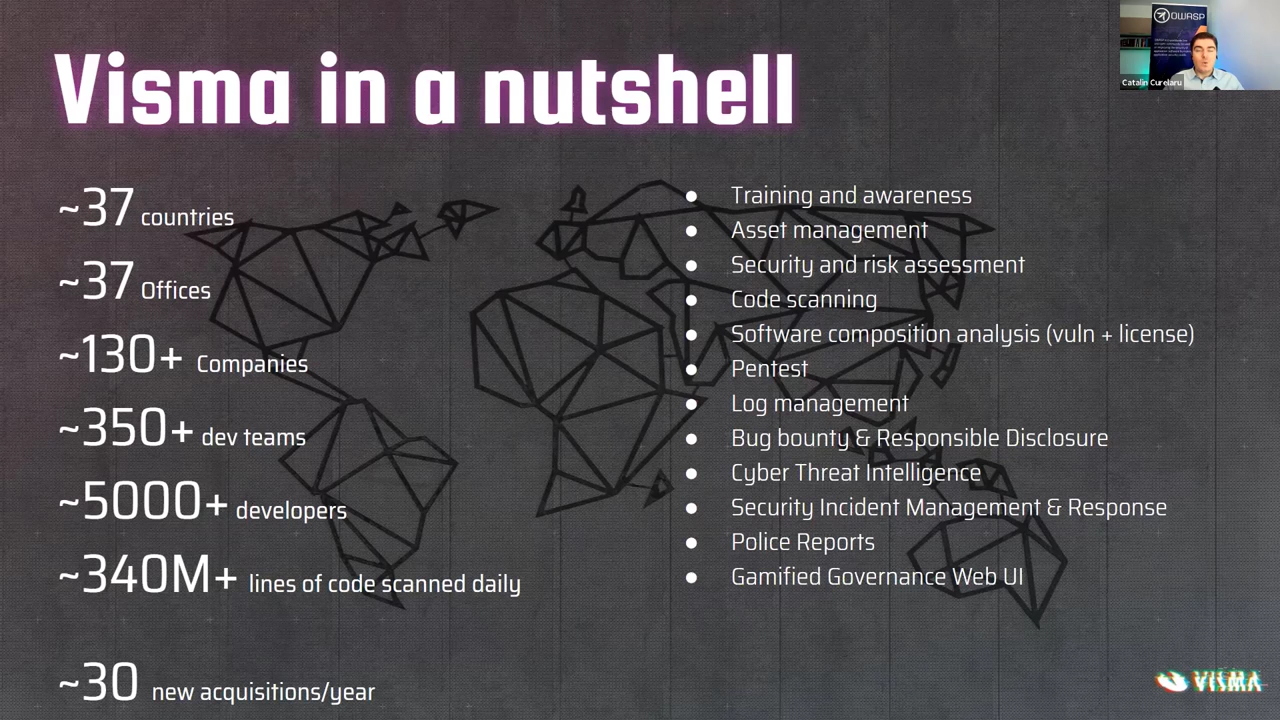 Visma in a nutshell
OWASP
Catalin Curelaru
~37 countries
~37 Offices
~130+ Companies
~350+ dev teams
~5000+ developers
~340M+ lines of code scanned daily
~30 new acquisitions/year
● Training and awareness
● Asset management
● Security and risk assessment
● Code scanning
● Software composition analysis (vuln + license)
● Pentest
● Log management
● Bug bounty & Responsible Disclosure
● Cyber Threat Intelligence
● Security Incident Management & Response
● Police Reports
● Gamified Governance Web UI
VISMA